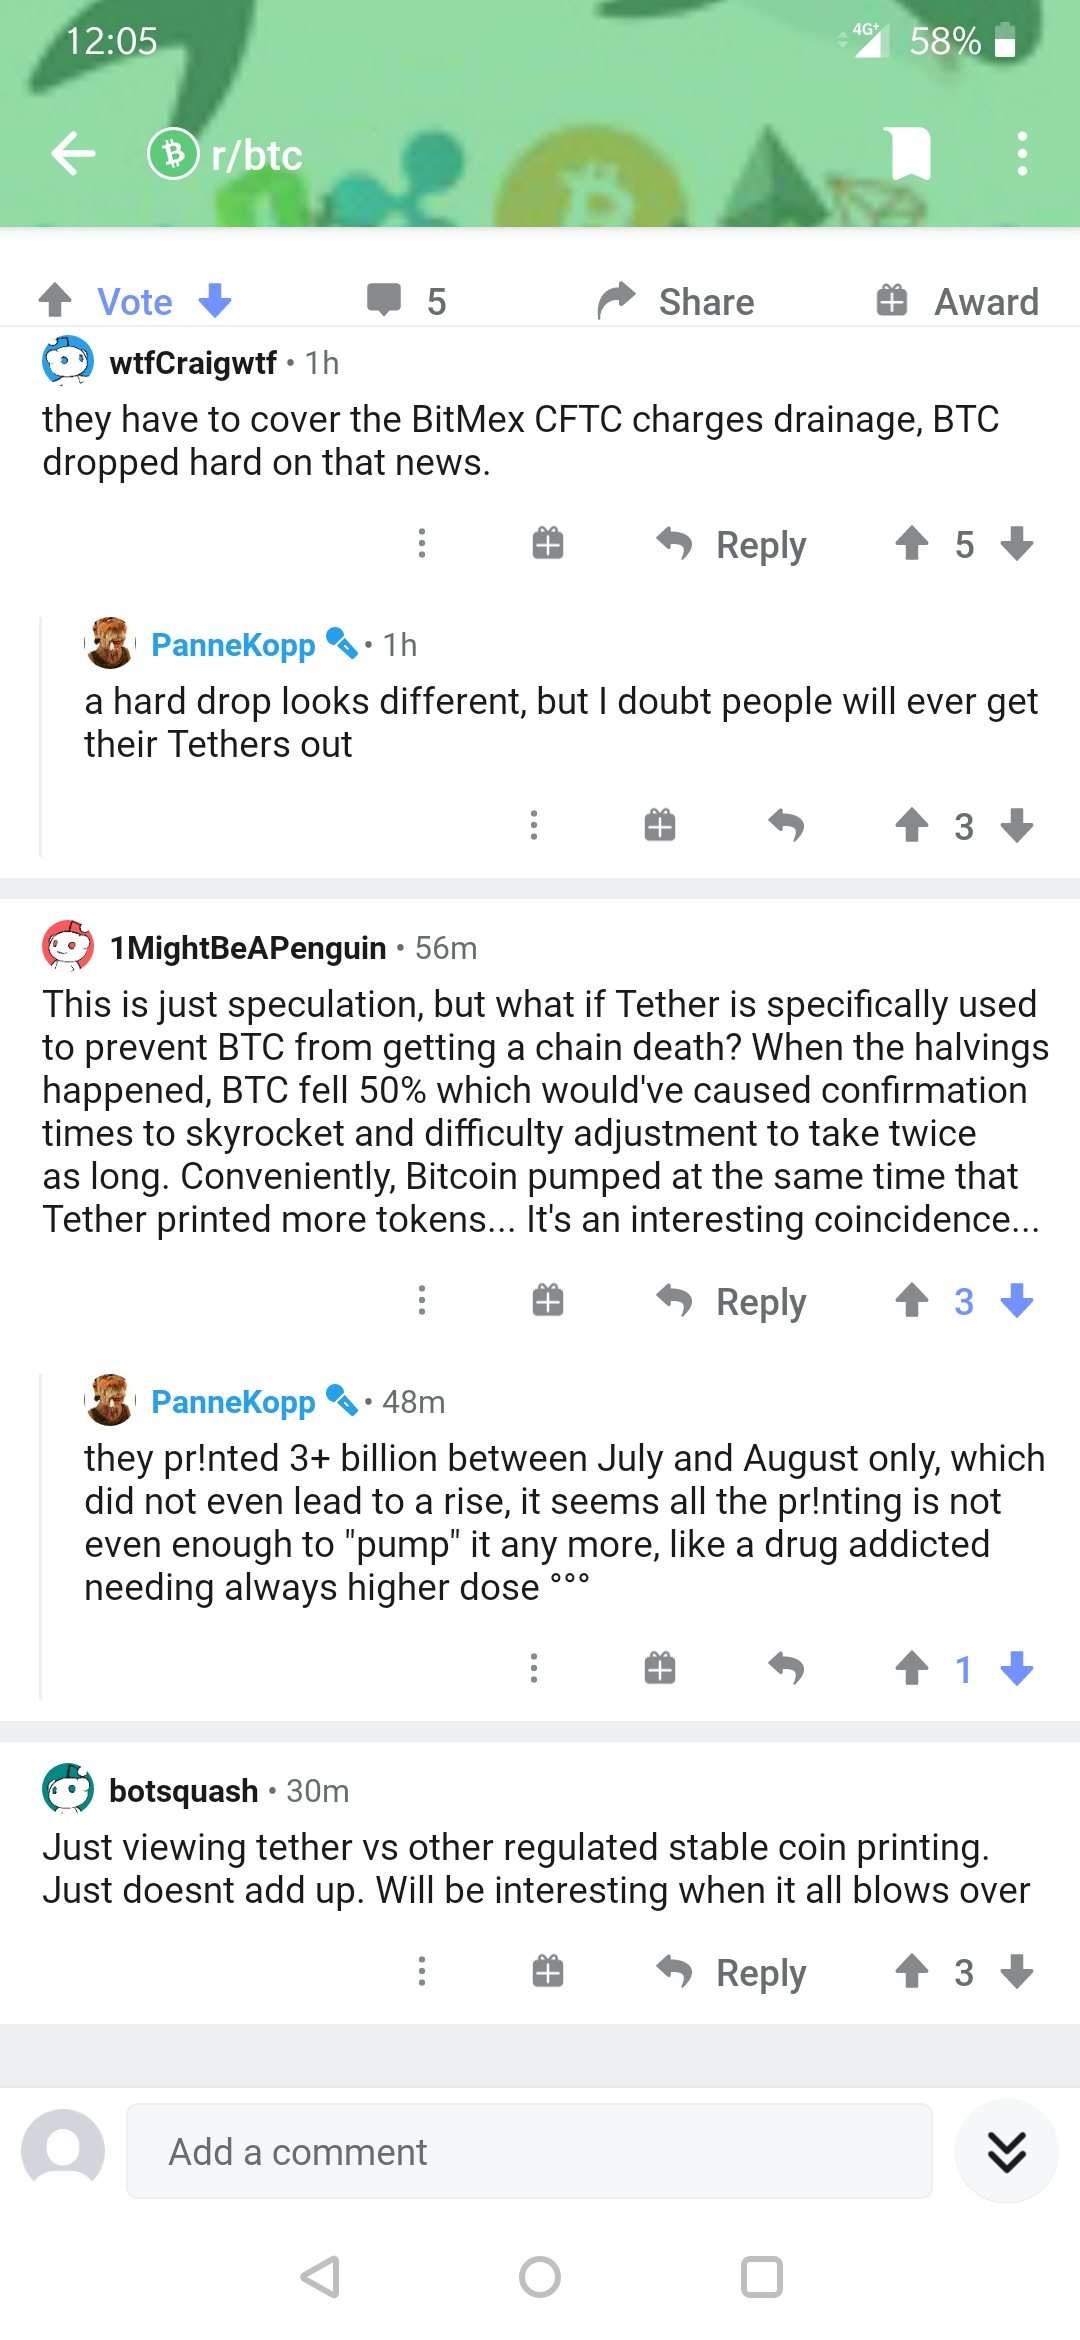 12:05
4G+ 58%
r/btc
Vote 5 Share Award
wtfCraigwtf • 1h
they have to cover the BitMex CFTC charges drainage, BTC
dropped hard on that news.
Reply 5
PanneKopp • 1h
a hard drop looks different, but I doubt people will ever get
their Tethers out
3
1MightBeAPenguin • 56m
This is just speculation, but what if Tether is specifically used
to prevent BTC from getting a chain death? When the halvings
happened, BTC fell 50% which would've caused confirmation
times to skyrocket and difficulty adjustment to take twice
as long. Conveniently, Bitcoin pumped at the same time that
Tether printed more tokens... It's an interesting coincidence...
Reply 3
PanneKopp • 48m
they pr!nted 3+ billion between July and August only, which
did not even lead to a rise, it seems all the pr!nting is not
even enough to "pump" it any more, like a drug addicted
needing always higher dose °°°
1
botsquash • 30m
Just viewing tether vs other regulated stable coin printing.
Just doesnt add up. Will be interesting when it all blows over
Reply 3
Add a comment